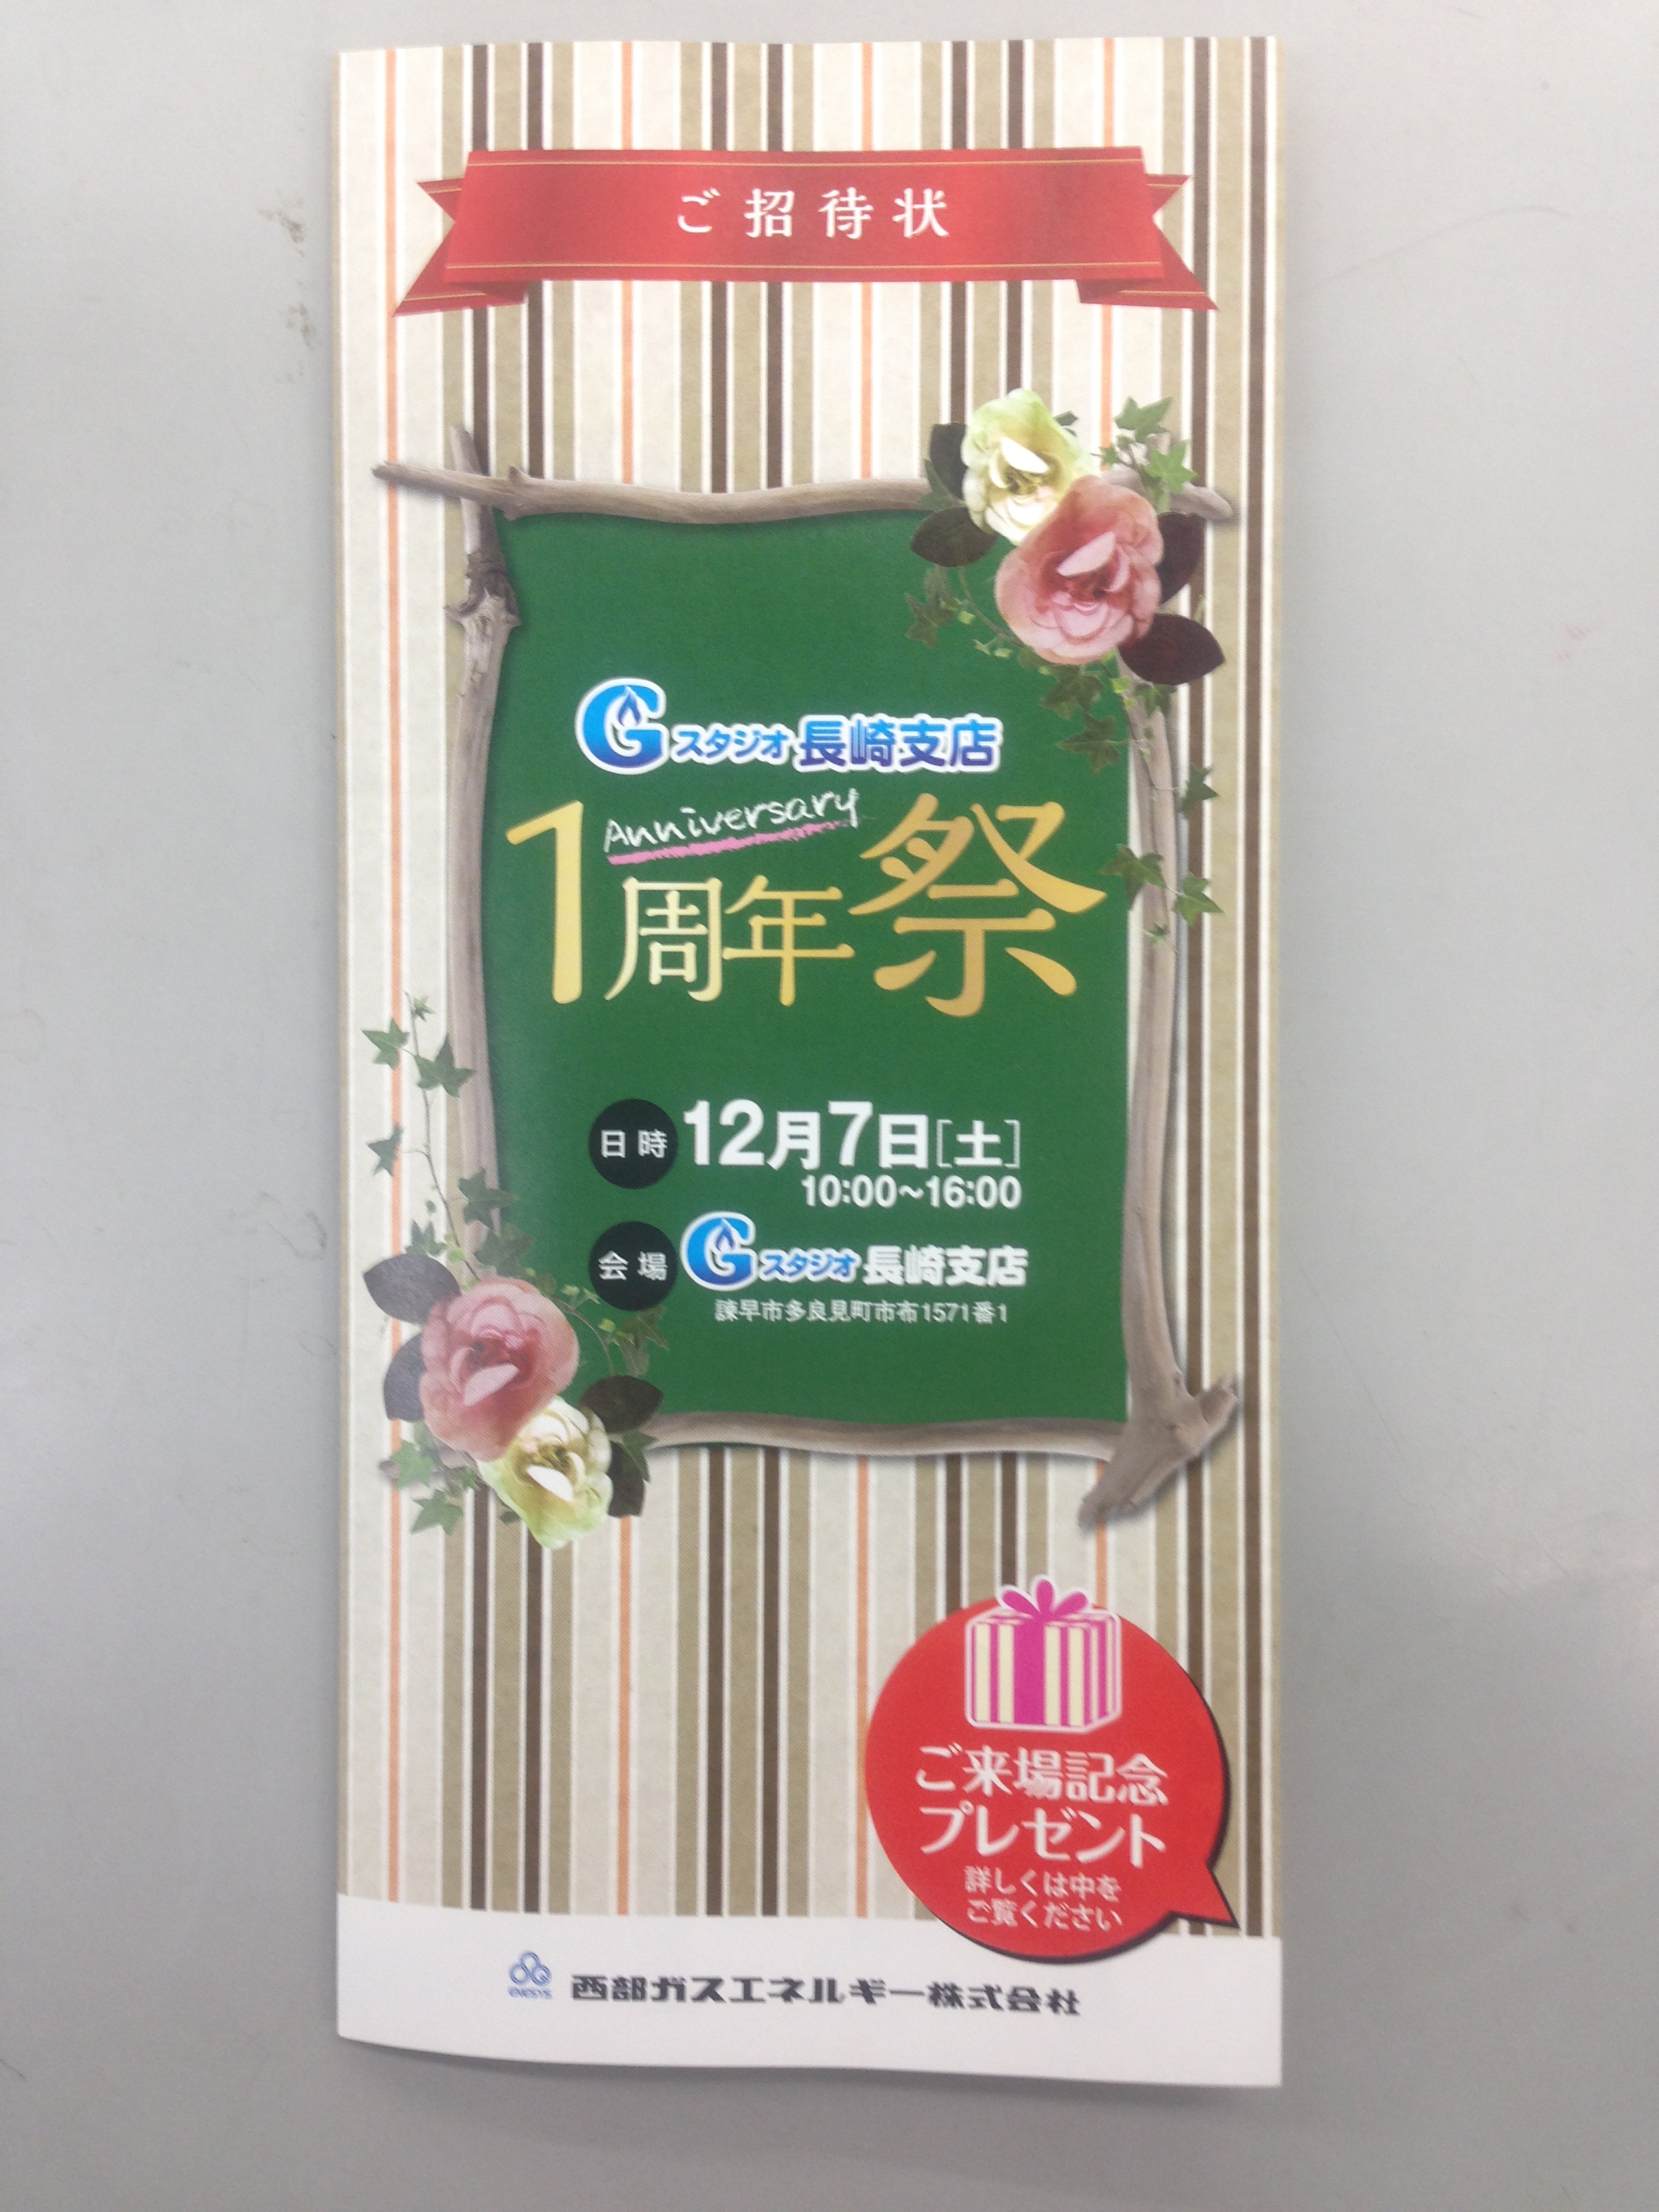 ご招待状
Gスタジオ 長崎支店
Anniversary
1周年祭
日時 12月7日[土]
10:00~16:00
会場 Gスタジオ 長崎支店
諫早市多良見町市布1571番1
ご来場記念
プレゼント
詳しくは中を
ご覧ください
ENESYS 西部ガスエネルギー株式会社